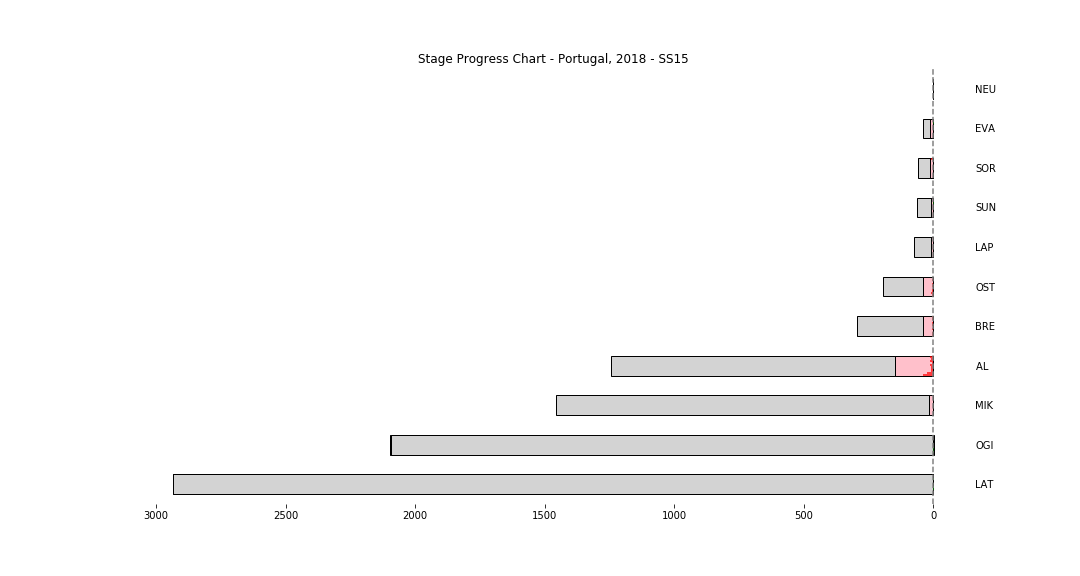 Stage Progress Chart - Portugal, 2018 - SS15
NEU
EVA
SOR
SUN
LAP
OST
BRE
AL
MIK
OGI
LAT
3000 2500 2000 1500 1000 500 0